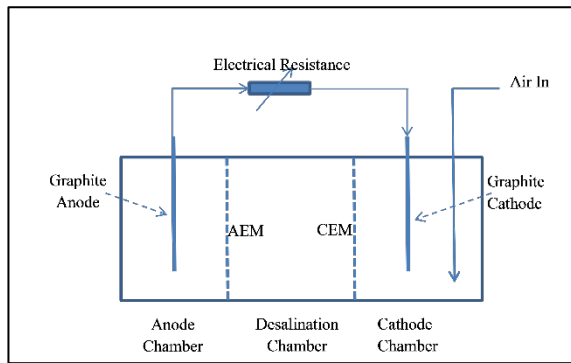 Electrical Resistance
Air In
Graphite
Anode
Graphite
Cathode
AEM
CEM
Anode
Chamber
Desalination
Chamber
Cathode
Chamber